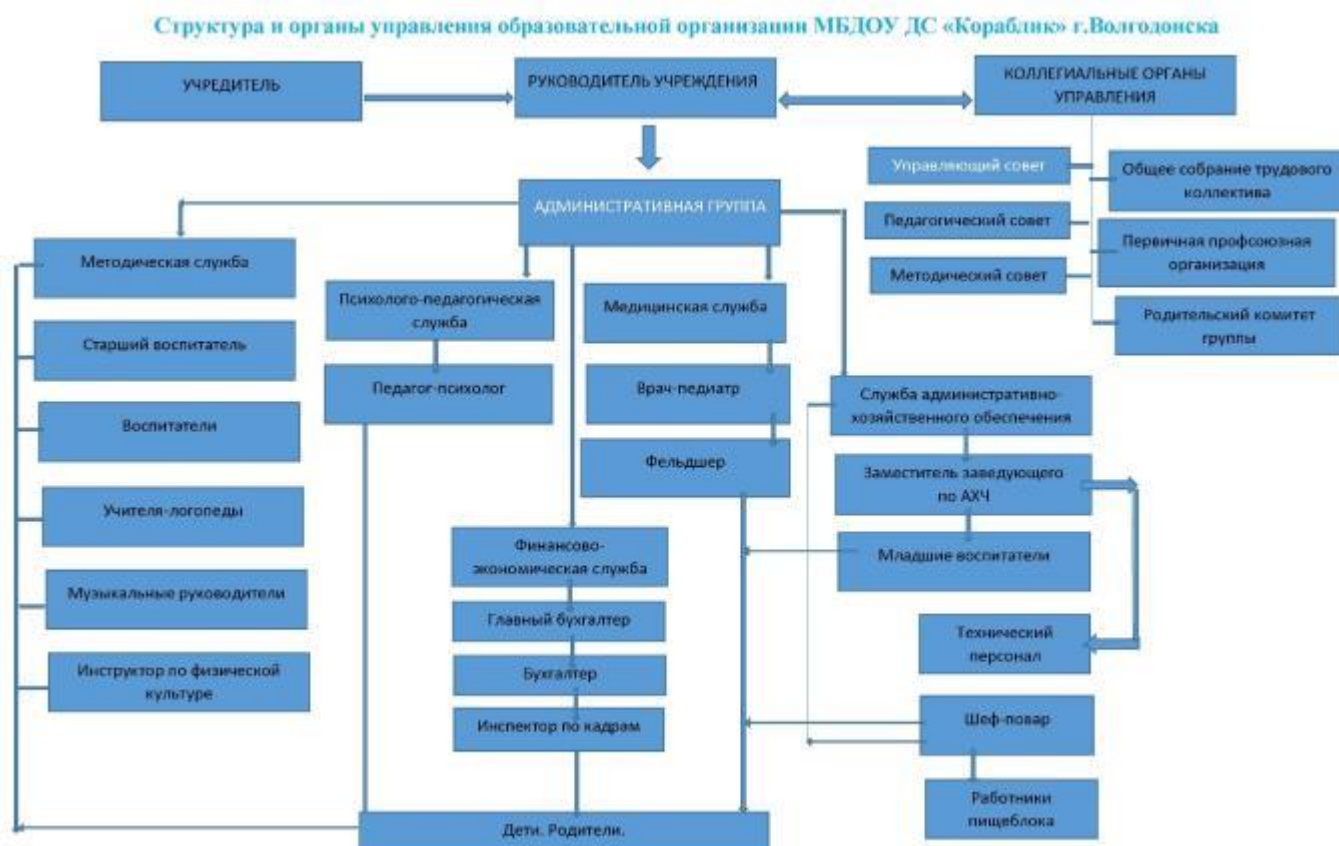 Структура и органы управления образовательной организации МБДОУ ДС «Кораблик» г.Волгодонска
УЧРЕДИТЕЛЬ
РУКОВОДИТЕЛЬ УЧРЕЖДЕНИЯ
КОЛЛЕГИАЛЬНЫЕ ОРГАНЫ
УПРАВЛЕНИЯ
Управляющий совет
Общее собрание трудового
коллектива
Педагогический совет
Первичная профсоюзная
организация
Методический совет
Родительский комитет
группы
АДМИНИСТРАТИВНАЯ ГРУППА
Методическая служба
Старший воспитатель
Воспитатели
Учителя-логопеды
Музыкальные руководители
Инструктор по физической
культуре
Психолого-педагогическая
служба
Педагог-психолог
Медицинская служба
Врач-педиатр
Фельдшер
Финансово-
экономическая служба
Главный бухгалтер
Бухгалтер
Инспектор по кадрам
Служба административно-
хозяйственного обеспечения
Заместитель заведующего
по АХЧ
Младшие воспитатели
Технический
персонал
Шеф-повар
Работники
пищеблока
Дети. Родители.